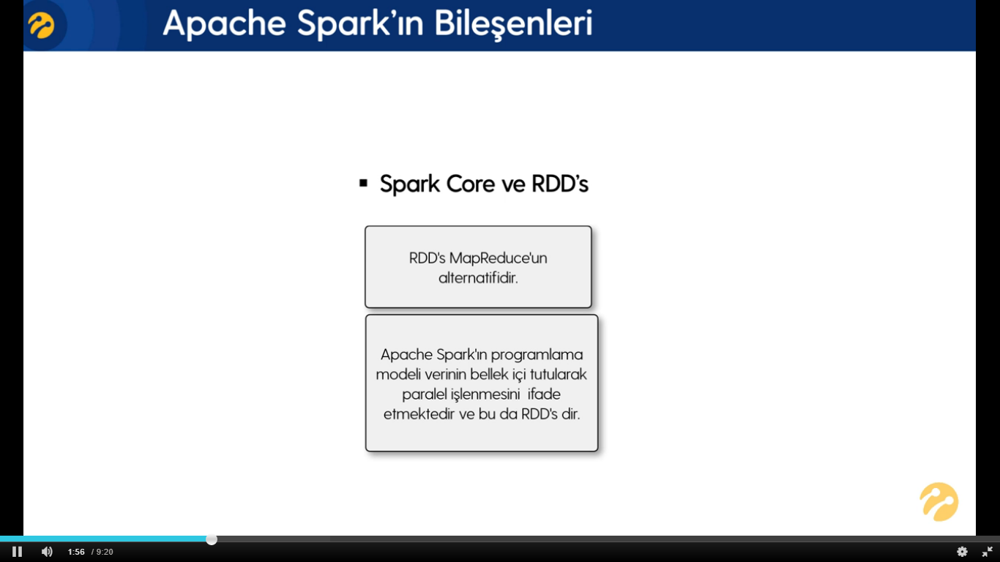 Apache Spark’ın Bileşenleri
▪ Spark Core ve RDD’s
RDD's MapReduce'un
alternatifidir.
Apache Spark'ın programlama
modeli verinin bellek içi tutularak
paralel işlenmesini ifade
etmektedir ve bu da RDD's dir.
1:56 / 9:20